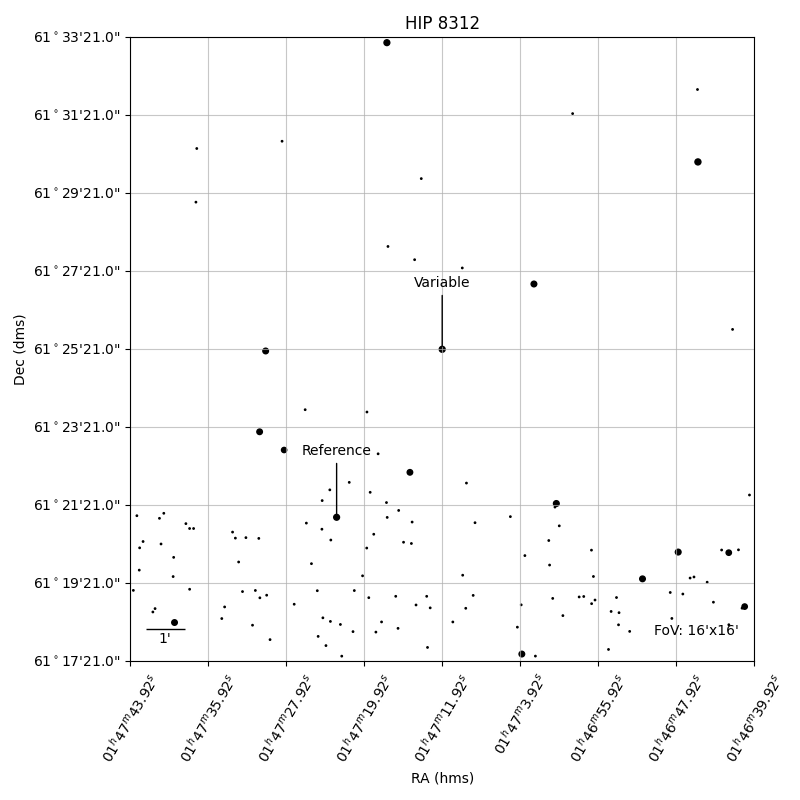 HIP 8312
61°33'21.0"
61°31'21.0"
61°29'21.0"
61°27'21.0"
Variable
61°25'21.0"
Dec (dms)
61°23'21.0"
Reference
61°21'21.0"
61°19'21.0"
1'
FoV: 16'x16'
61°17'21.0"
01h47m43.92s
01h47m35.92s
01h47m27.92s
01h47m19.92s
01h47m11.92s
01h47m3.92s
01h46m55.92s
01h46m47.92s
01h46m39.92s
RA (hms)